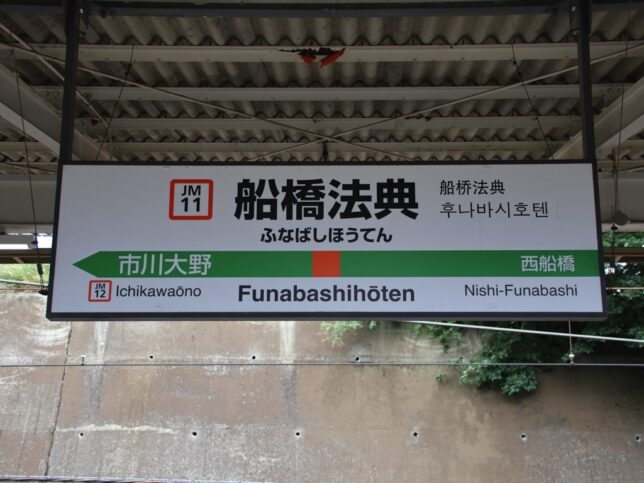 JM
11
船橋法典
ふなばしほうてん
船桥法典
후나바시호텐
市川大野
西船橋
JM
12
Ichikawaōno
Funabashihōten
Nishi-Funabashi